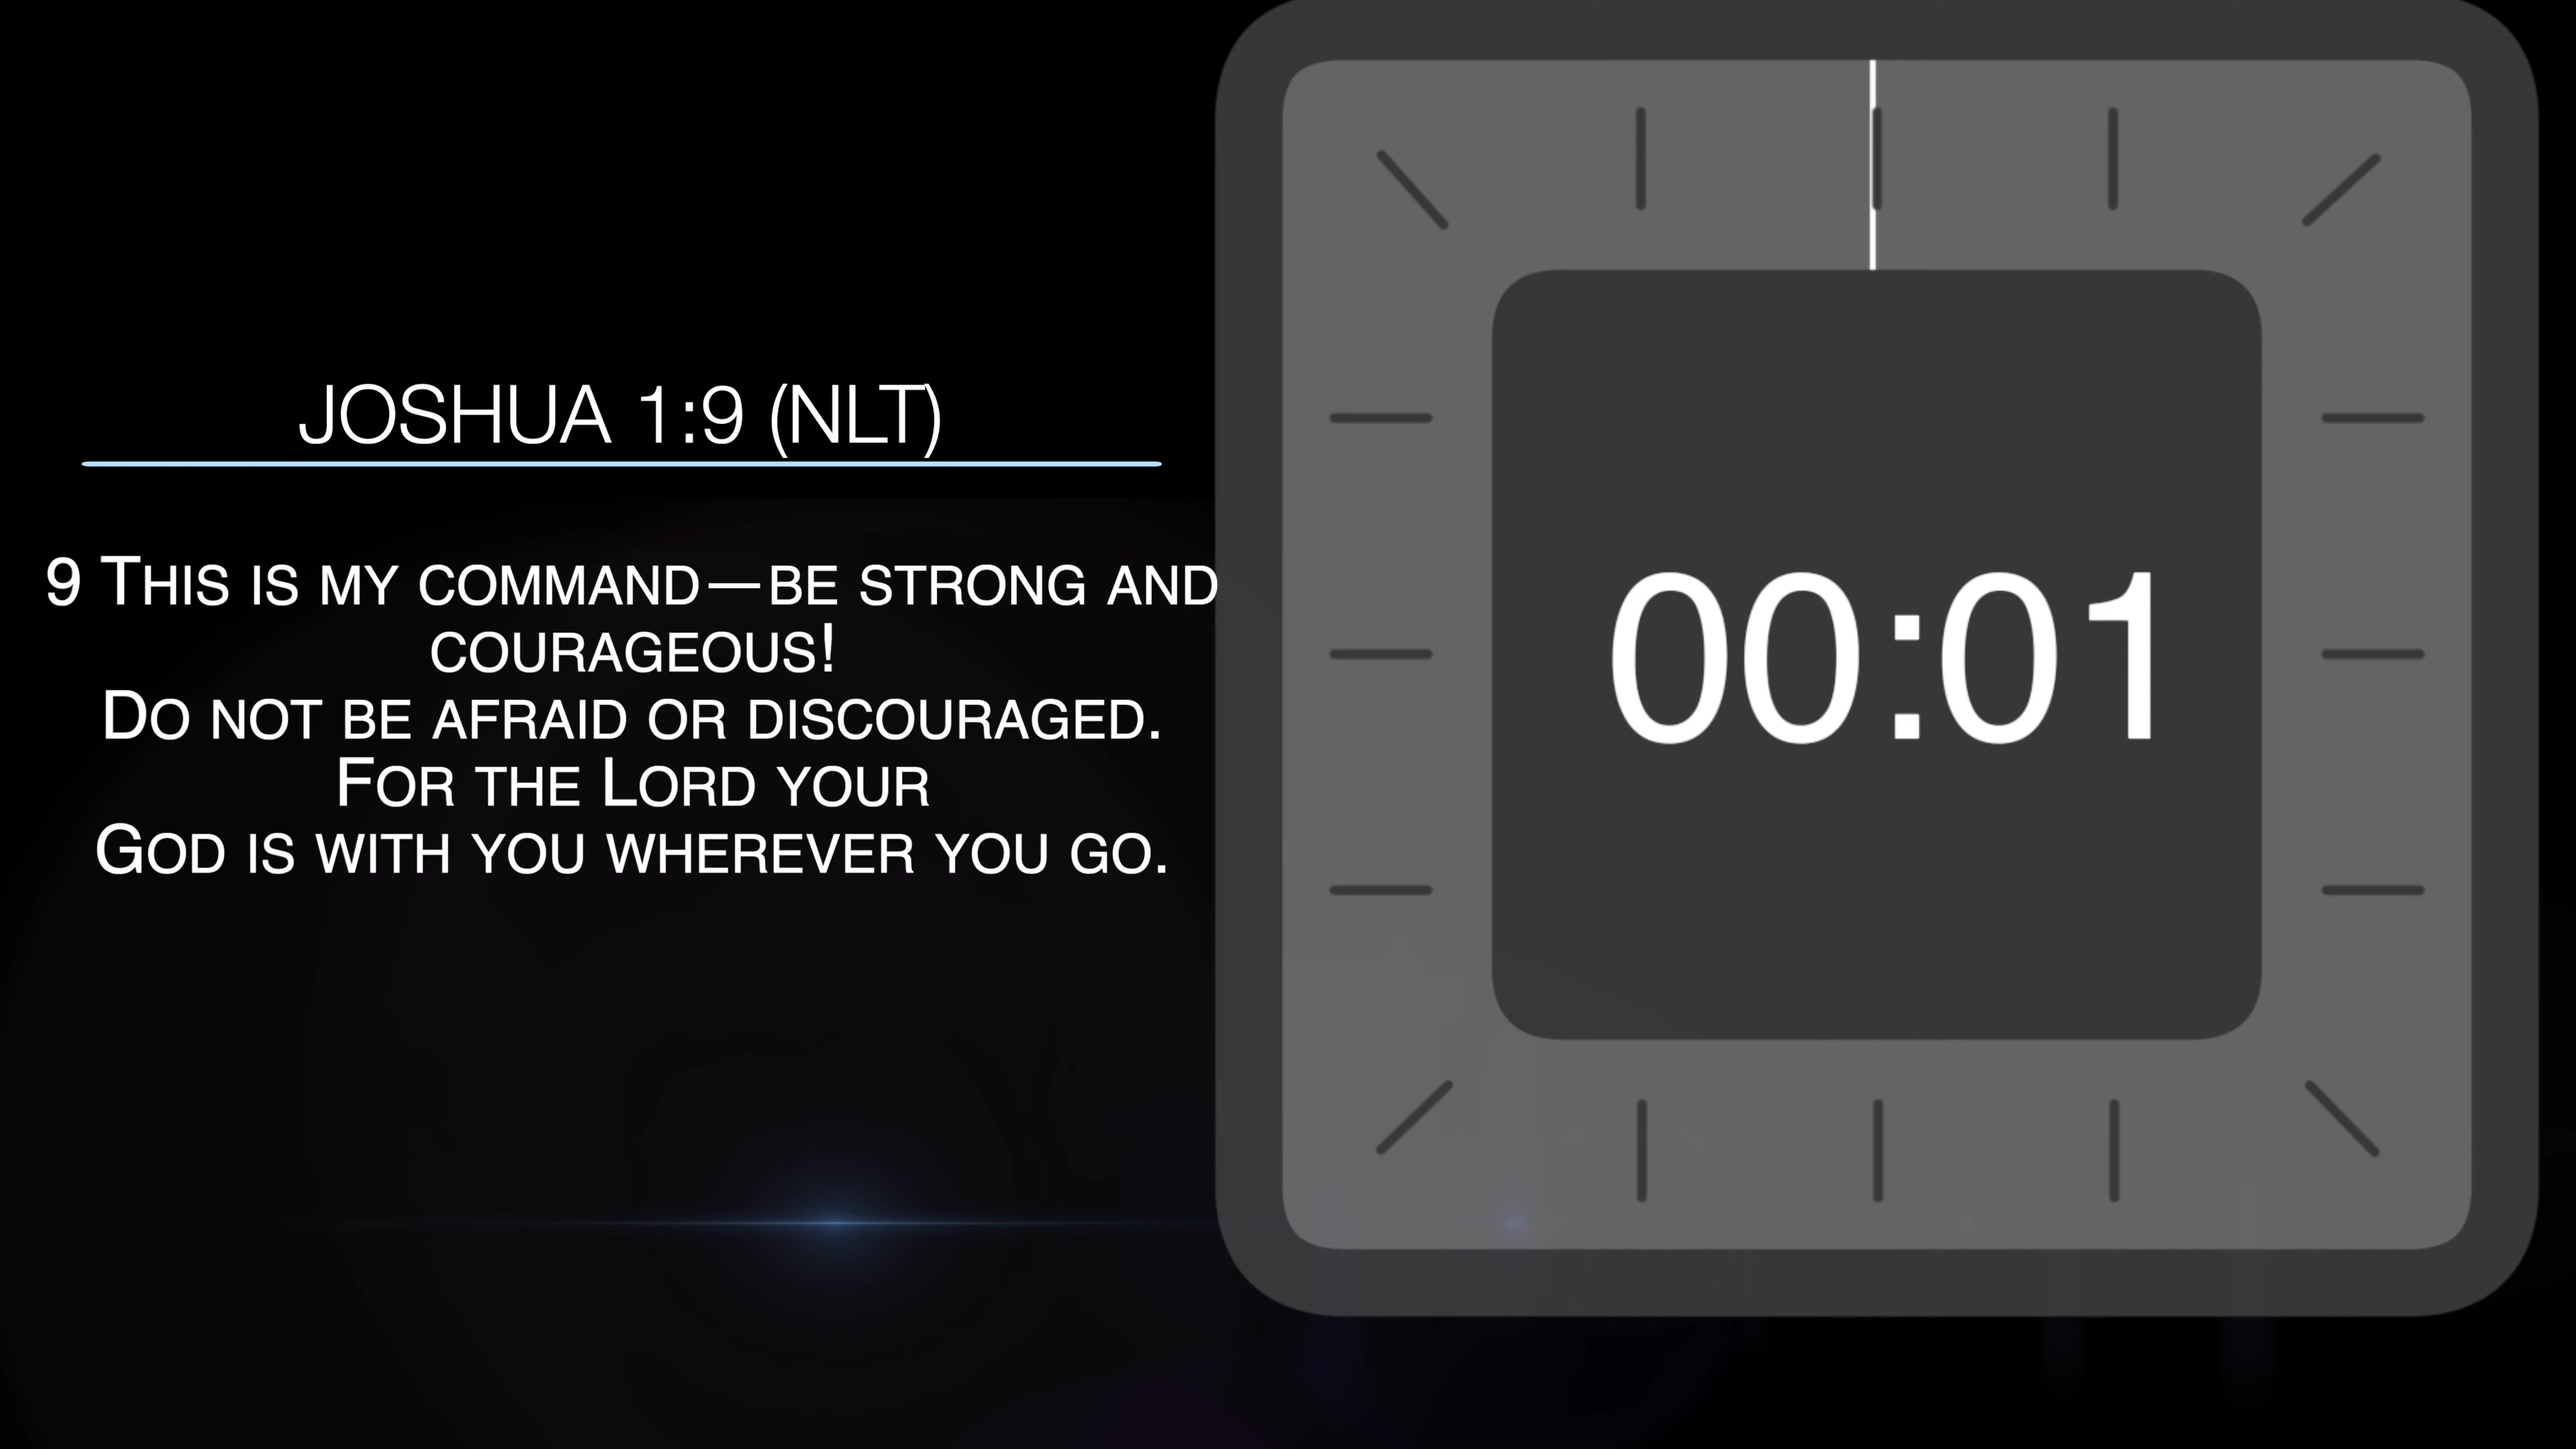 JOSHUA 1:9 (NLT)
9 This is my command—be strong and
courageous!
Do not be afraid or discouraged.
For the Lord your
God is with you wherever you go.
00:01